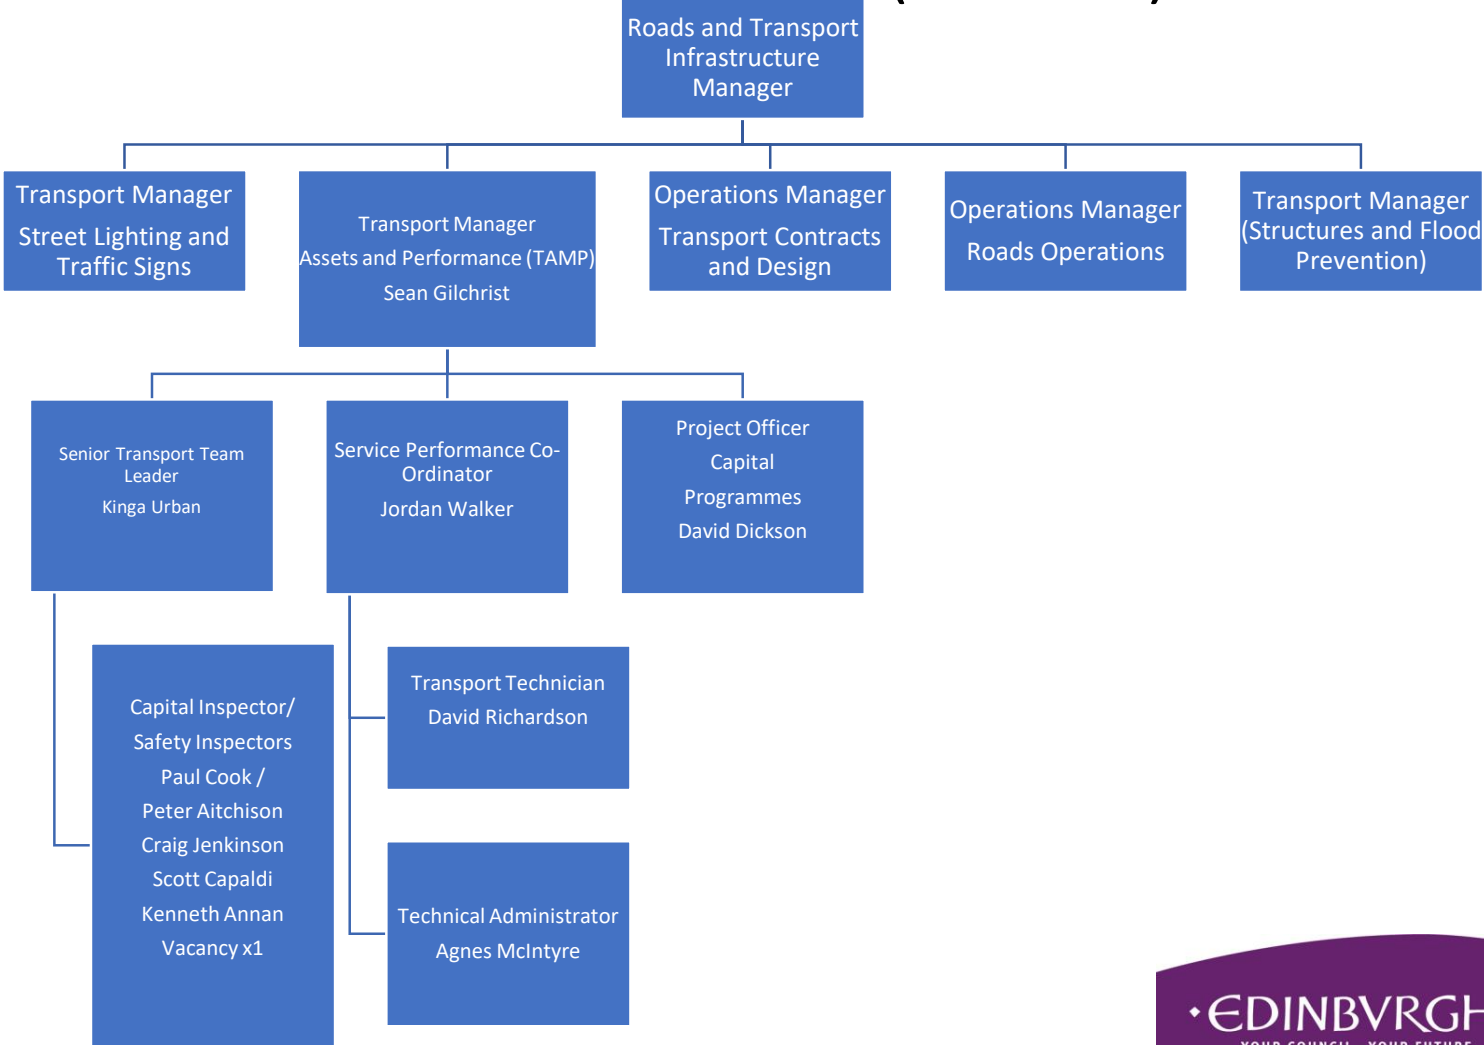 Roads and Transport
Infrastructure
Manager
Transport Manager
Street Lighting and
Traffic Signs
Transport Manager
Assets and Performance (TAMP)
Sean Gilchrist
Operations Manager
Transport Contracts
and Design
Operations Manager
Roads Operations
Transport Manager
(Structures and Flood
Prevention)
Senior Transport Team
Leader
Kinga Urban
Service Performance Co-
Ordinator
Jordan Walker
Project Officer
Capital
Programmes
David Dickson
Capital Inspector/
Safety Inspectors
Paul Cook /
Peter Aitchison
Craig Jenkinson
Scott Capaldi
Kenneth Annan
Vacancy x1
Transport Technician
David Richardson
Technical Administrator
Agnes McIntyre
EDINBVRGH